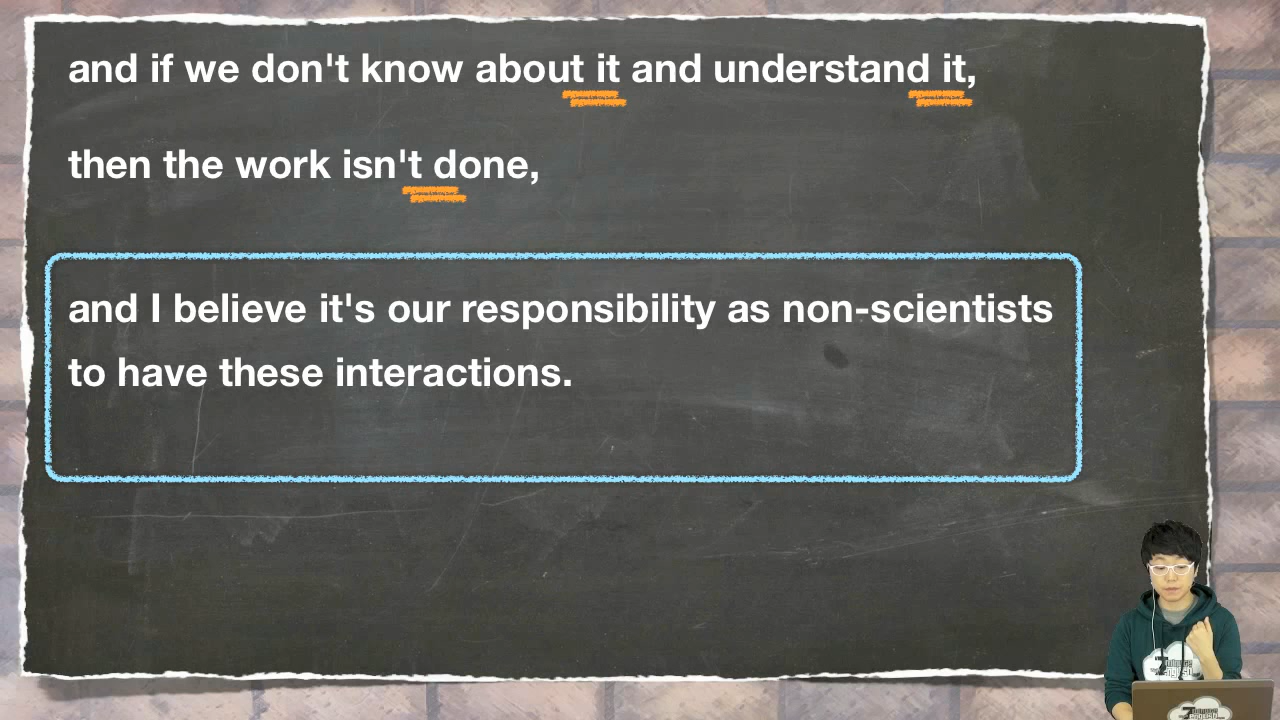 and if we don't know about it and understand it,
then the work isn't done,
and I believe it's our responsibility as non-scientists
to have these interactions.